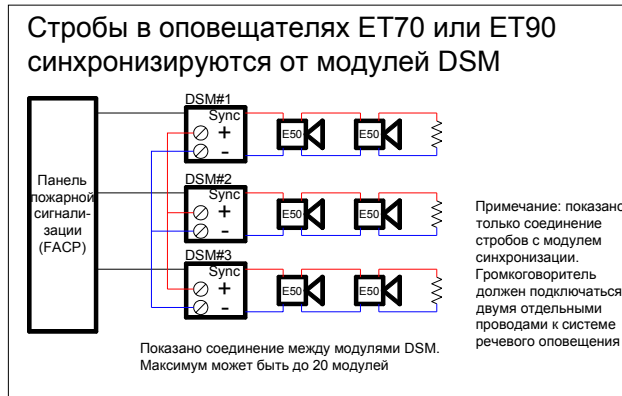 Стробы в оповещателях ET70 или ET90
синхронизируются от модулей DSM
DSM#1
Sync
+
-
E50
E50
DSM#2
Sync
+
-
E50
E50
DSM#3
Sync
+
-
E50
E50
Панель
пожарной
сигнали-
зации
(FACP)
Примечание: показано
только соединение
стробов с модулем
синхронизации.
Громкоговоритель
должен подключаться
двумя отдельными
проводами к системе
речевого оповещения
Показано соединение между модулями DSM.
Максимум может быть до 20 модулей